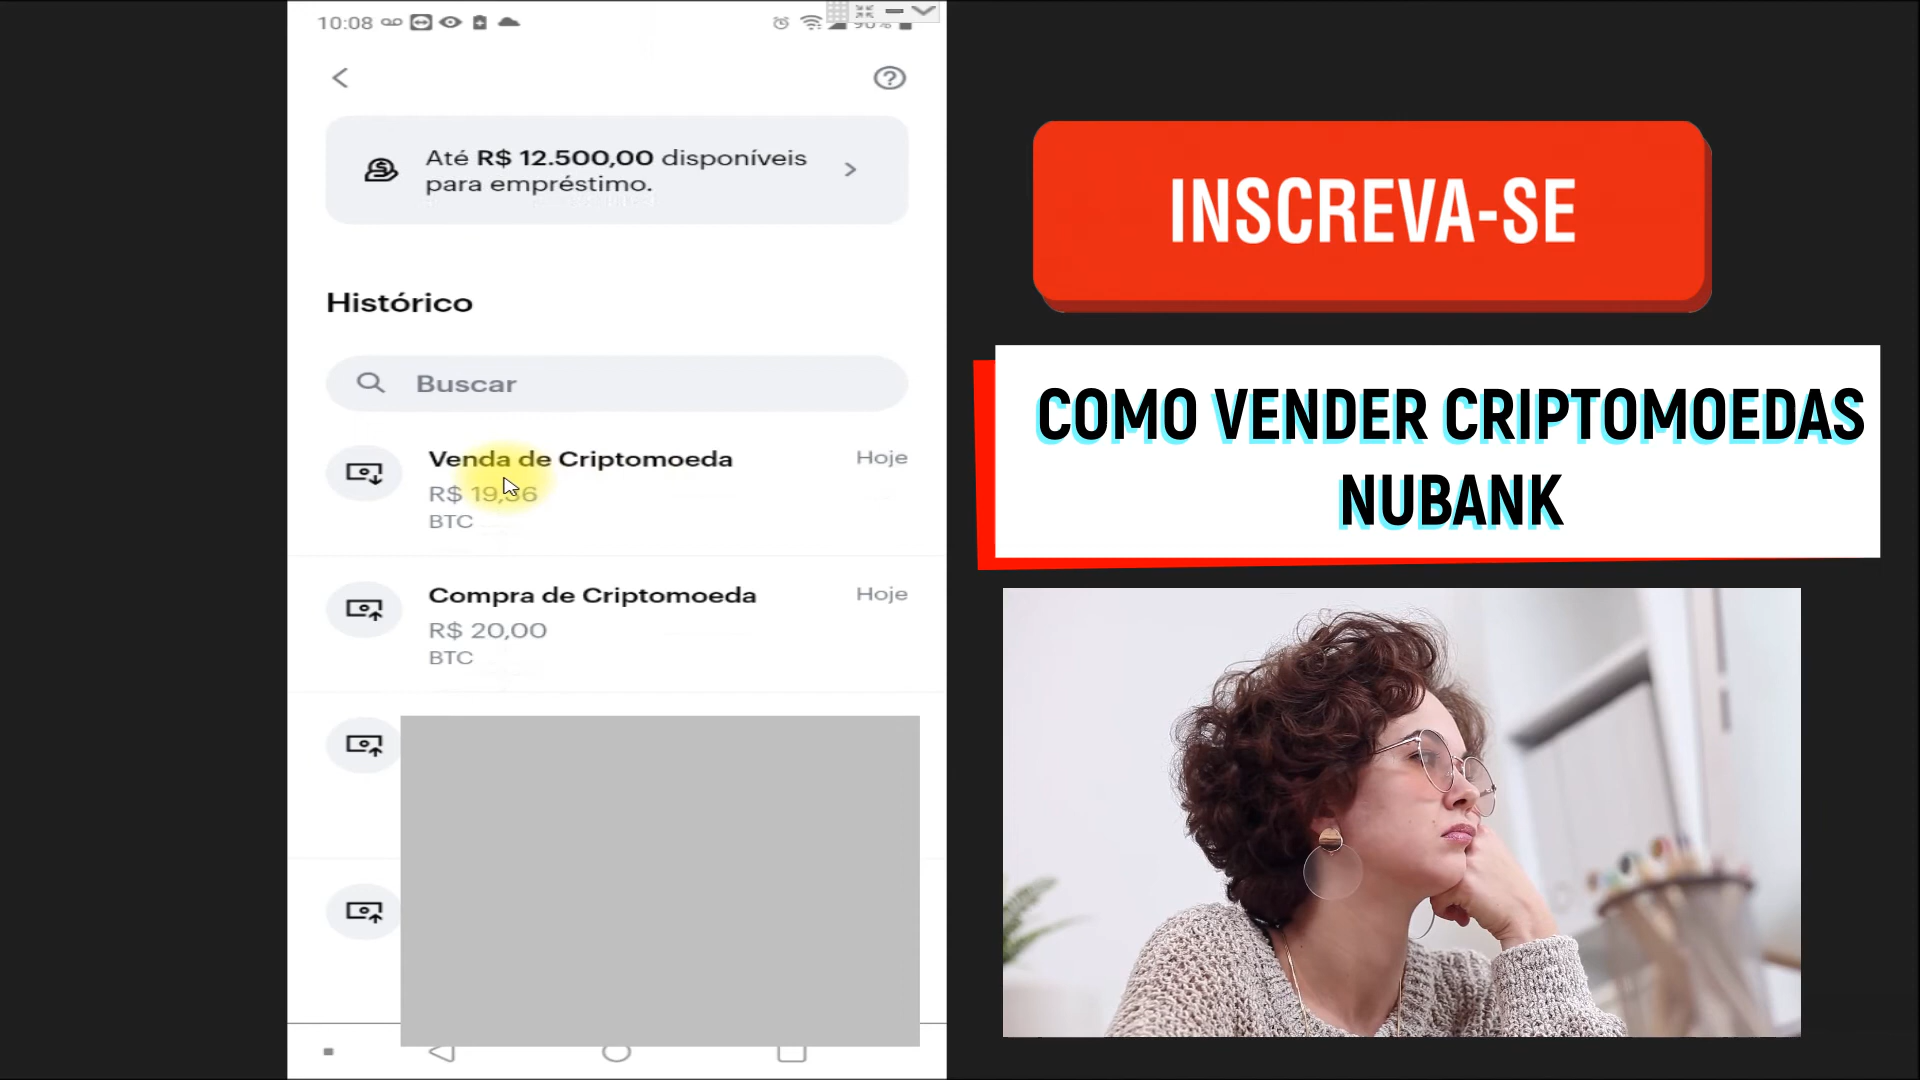 10:08
90%
Até R$ 12.500,00 disponíveis
para empréstimo.
Histórico
Buscar
Venda de Criptomoeda
Hoje
R$ 19,36
BTC
Compra de Criptomoeda
Hoje
R$ 20,00
BTC
INSCREVA-SE
COMO VENDER CRIPTOMOEDAS
NUBANK